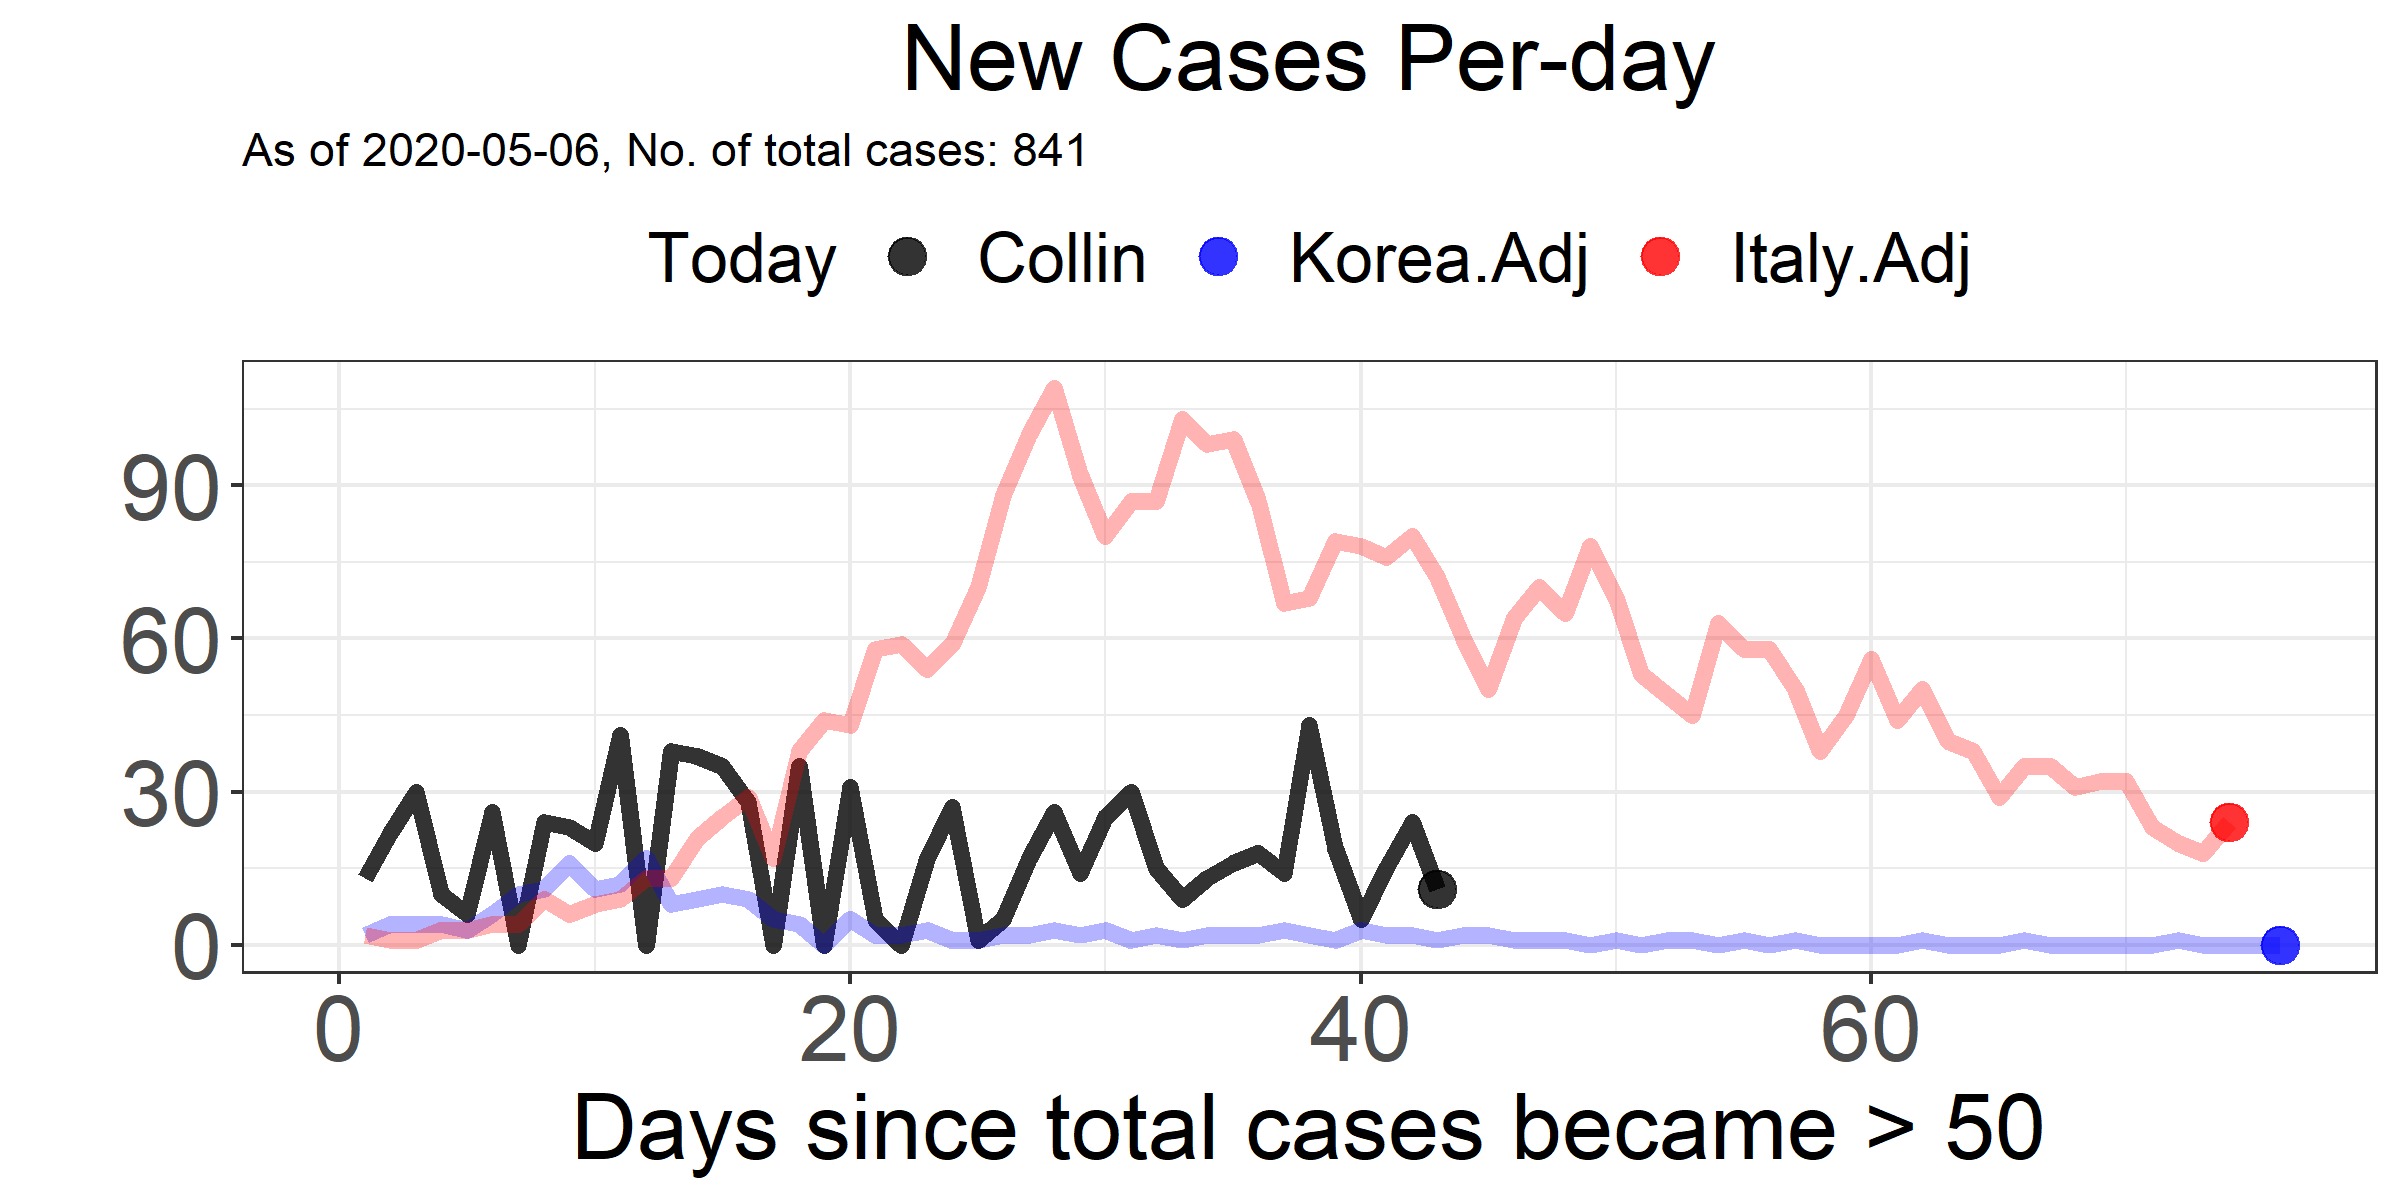 New Cases Per-day
As of 2020-05-06, No. of total cases: 841
Today Collin Korea.Adj Italy.Adj
90
60
30
0
0 20 40 60
Days since total cases became > 50